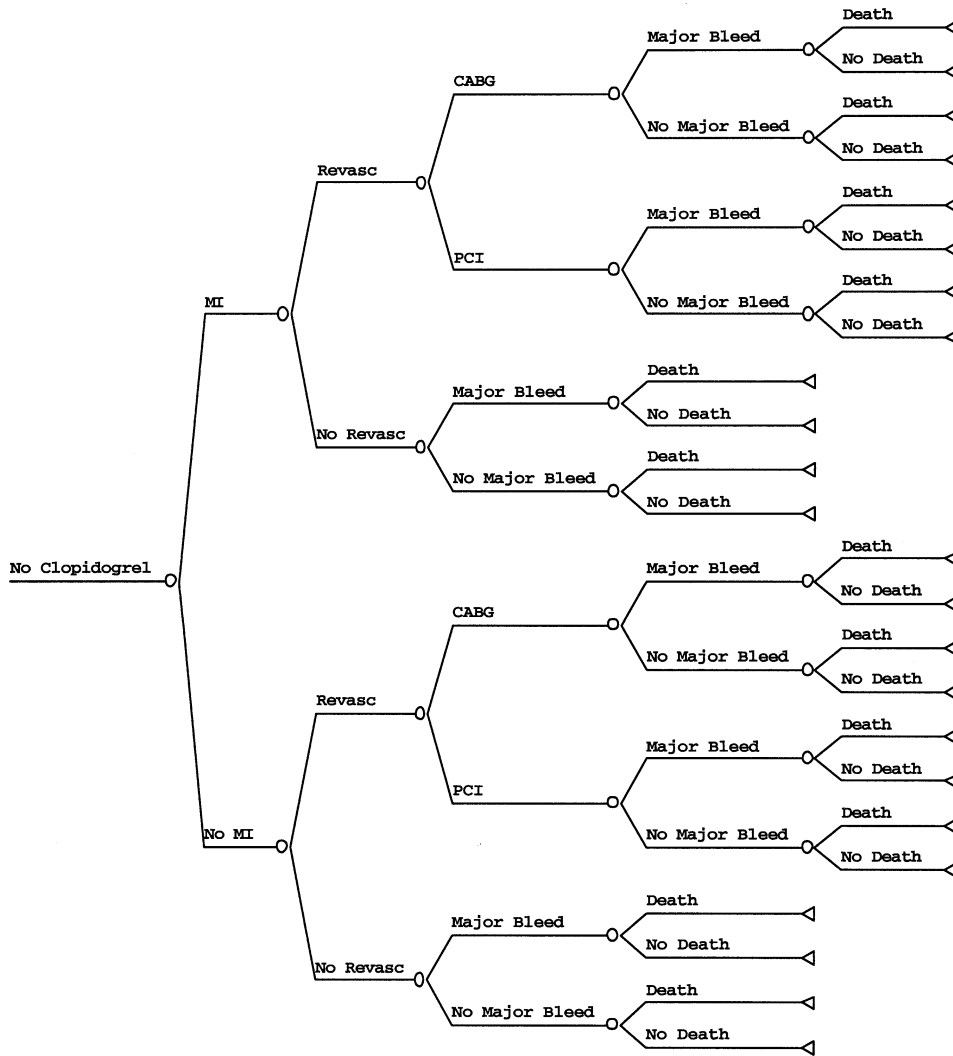 Death
Major Bleed
No Death
CABG
Death
No Major Bleed
No Death
Revasc
Death
Major Bleed
No Death
PCI
Death
No Major Bleed
No Death
MI
Death
Major Bleed
No Death
No Revasc
Death
No Major Bleed
No Death
No Clopidogrel
Death
Major Bleed
No Death
CABG
Death
No Major Bleed
No Death
Revasc
Death
Major Bleed
No Death
PCI
Death
No Major Bleed
No Death
No MI
Death
Major Bleed
No Death
No Revasc
Death
No Major Bleed
No Death